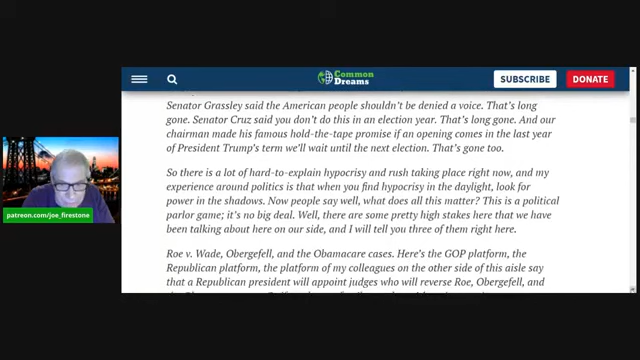 Common
Dreams
SUBSCRIBE
DONATE
Senator Grassley said the American people shouldn't be denied a voice. That's long
gone. Senator Cruz said you don't do this in an election year. That's long gone. And our
chairman made his famous hold-the-tape promise if an opening comes in the last year
of President Trump's term we'll wait until the next election. That's gone too.
So there is a lot of hard-to-explain hypocrisy and rush taking place right now, and my
experience around politics is that when you find hypocrisy in the daylight, look for
power in the shadows. Now people say well, what does all this matter? This is a political
parlor game; it's no big deal. Well, there are some pretty high stakes here that we have
been talking about here on our side, and I will tell you three of them right here.
Roe v. Wade, Obergefell, and the Obamacare cases. Here's the GOP platform, the
Republican platform, the platform of my colleagues on the other side of this aisle say
that a Republican president will appoint judges who will reverse Roe, Obergefell, and
patreon.com/joe_firestone